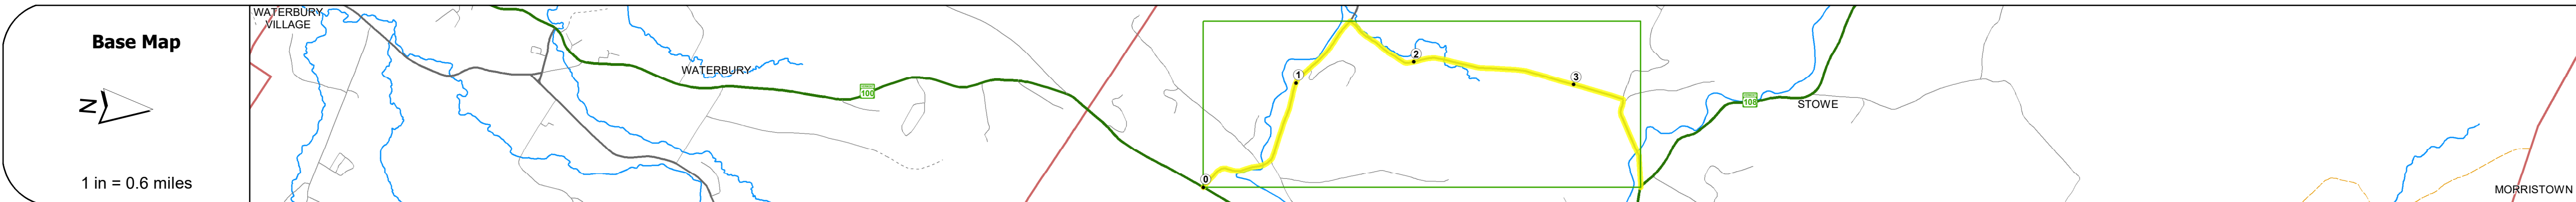 Base Map
N
1 in = 0.6 miles
WATERBURY
VILLAGE
WATERBURY
100
0
1
2
3
108
STOWE
MORRISTOWN